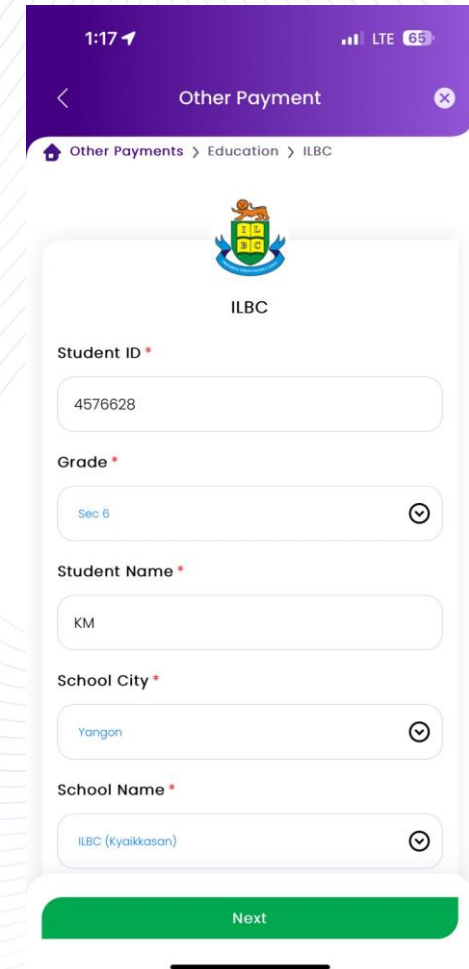 1:17
LTE 65
Other Payment
Other Payments > Education > ILBC
I L
B C
ILBC
Student ID *
4576628
Grade *
Sec 6
Student Name *
KM
School City *
Yangon
School Name *
ILBC (Kyaikkasan)
Next